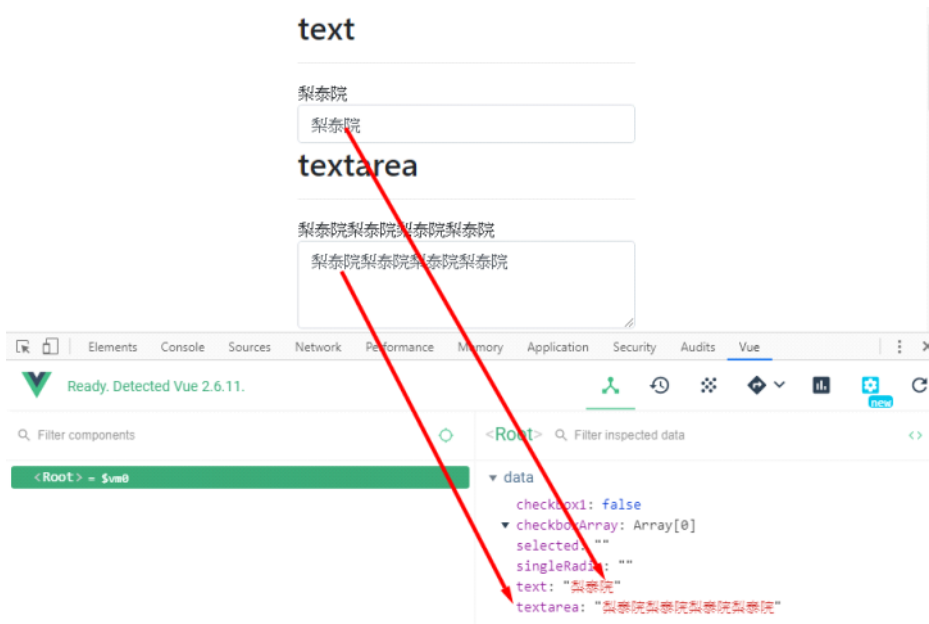 text
梨泰院
梨泰院
textarea
梨泰院梨泰院梨泰院梨泰院
梨泰院梨泰院梨泰院梨泰院
Elements Console Sources Network Performance Memory Application Security Audits Vue
Ready. Detected Vue 2.6.11.
new
Filter components
<Root> Filter inspected data
<Root> = $vm0
data
checkbox1: false
checkboxArray: Array[0]
selected: ""
singleRadio: ""
text: "梨泰院"
textarea: "梨泰院梨泰院梨泰院梨泰院"